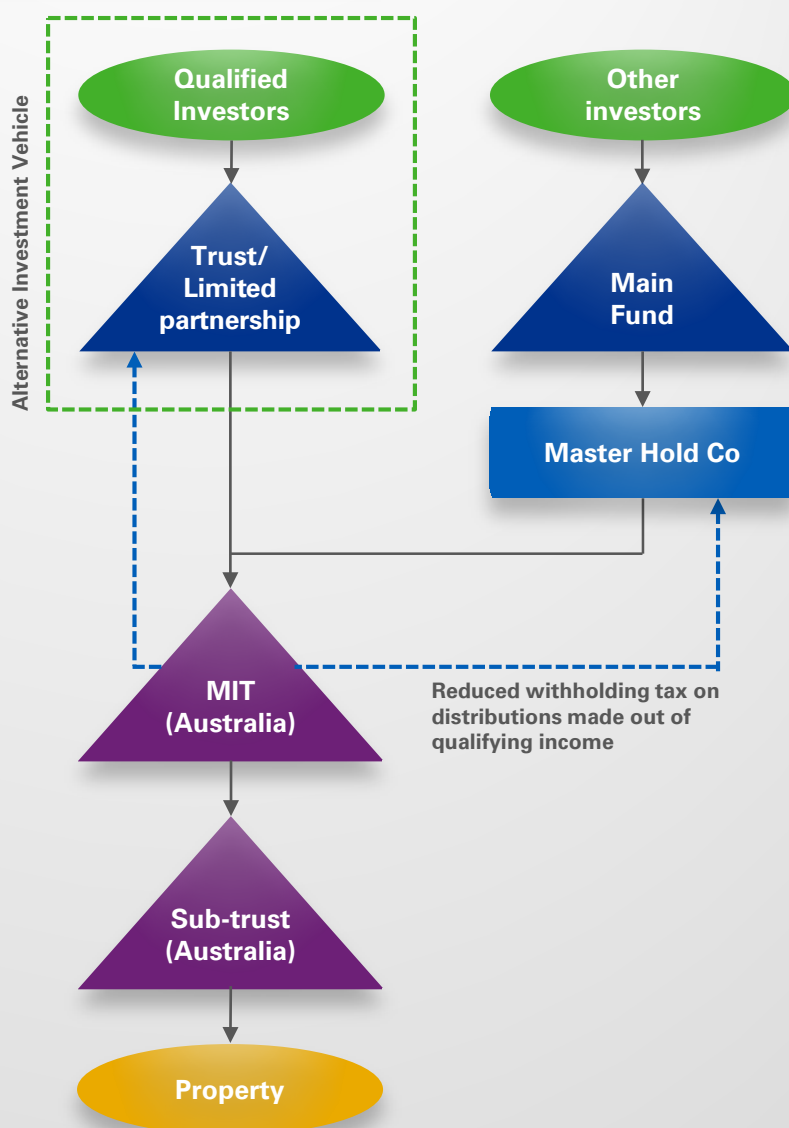 Alternative Investment Vehicle
Qualified
Investors
Other
investors
Trust/
Limited
partnership
Main
Fund
Master Hold Co
MIT
(Australia)
Reduced withholding tax on
distributions made out of
qualifying income
Sub-trust
(Australia)
Property